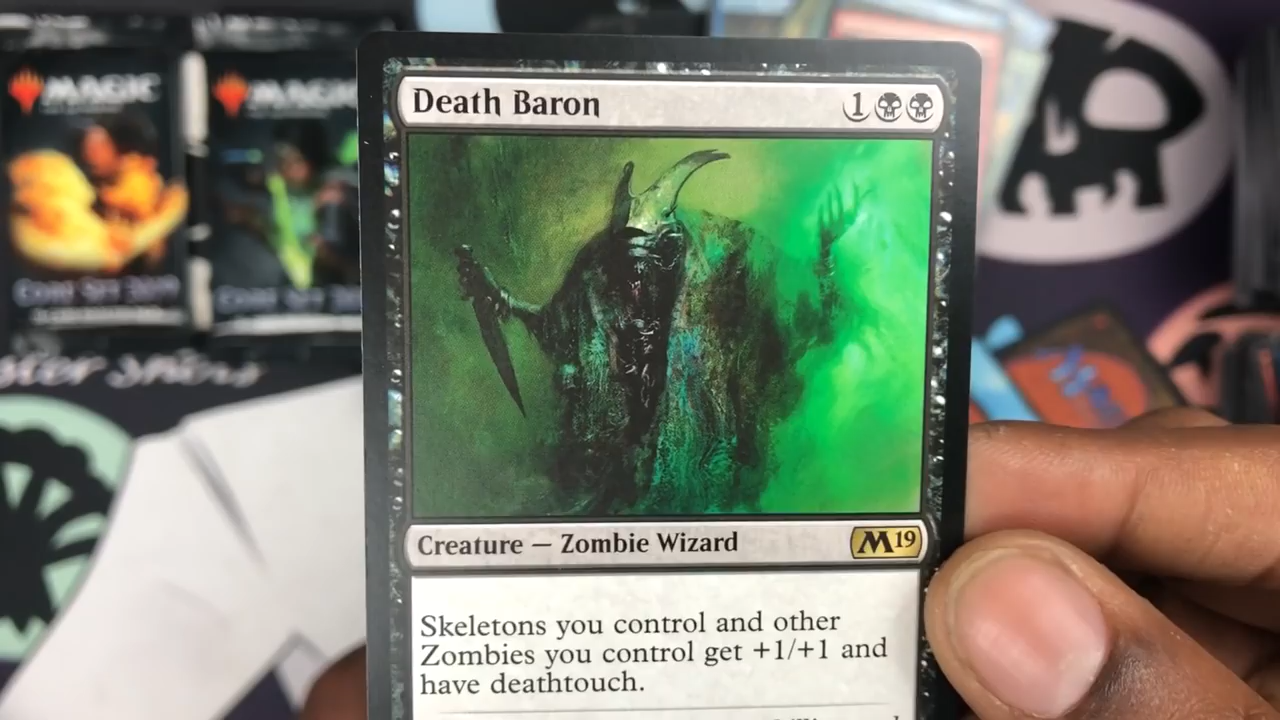 MAGIC
MAGIC
Death Baron
1
Creature — Zombie Wizard
M19
Skeletons you control and other
Zombies you control get +1/+1 and
have deathtouch.